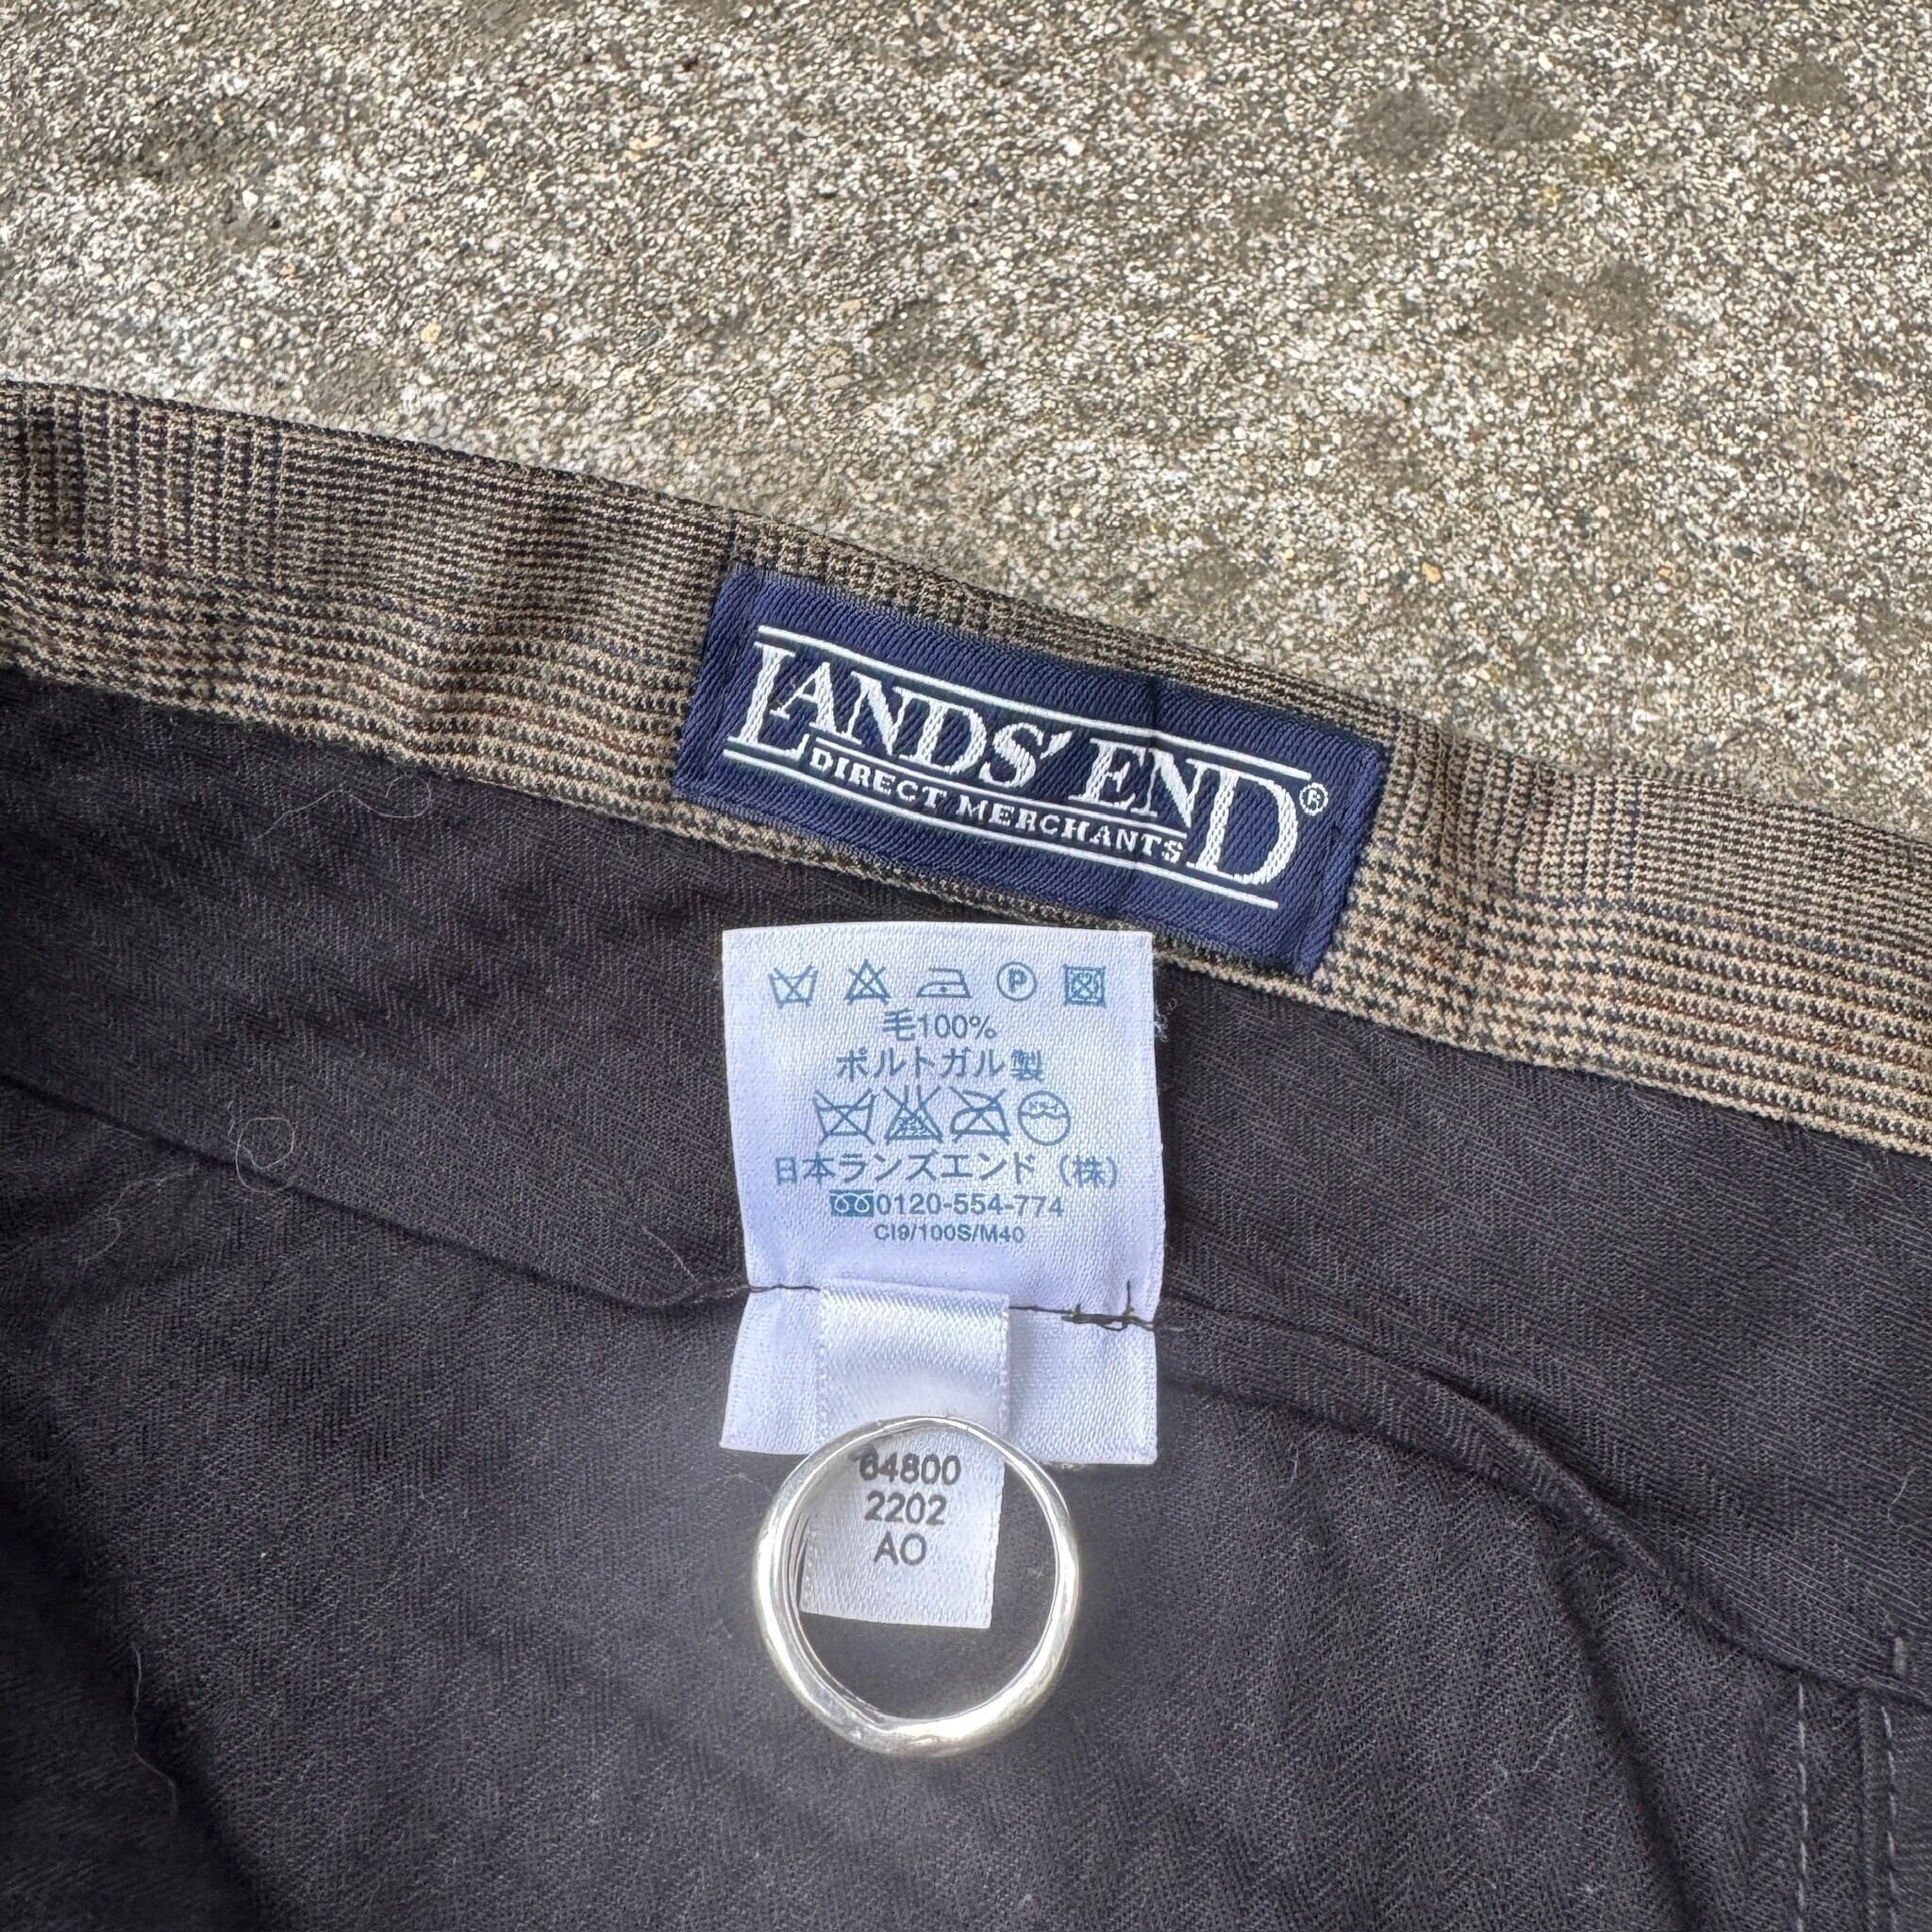 LANDS' END®
DIRECT MERCHANTS
P
毛100%
ポルトガル製
日本ランズエンド（株）
0120-554-774
CI9/100S/M40
64800
2202
AO